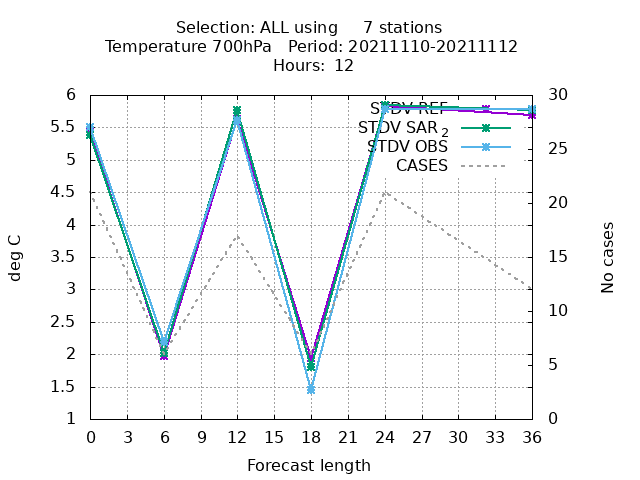 Selection: ALL using 7 stations
Temperature 700hPa Period: 20211110-20211112
Hours: 12
STDV REF
STDV SAR 2
STDV OBS
CASES
deg C
6
5.5
5
4.5
4
3.5
3
2.5
2
1.5
1
30
25
20
15
10
5
0
No cases
0 3 6 9 12 15 18 21 24 27 30 33 36
Forecast length